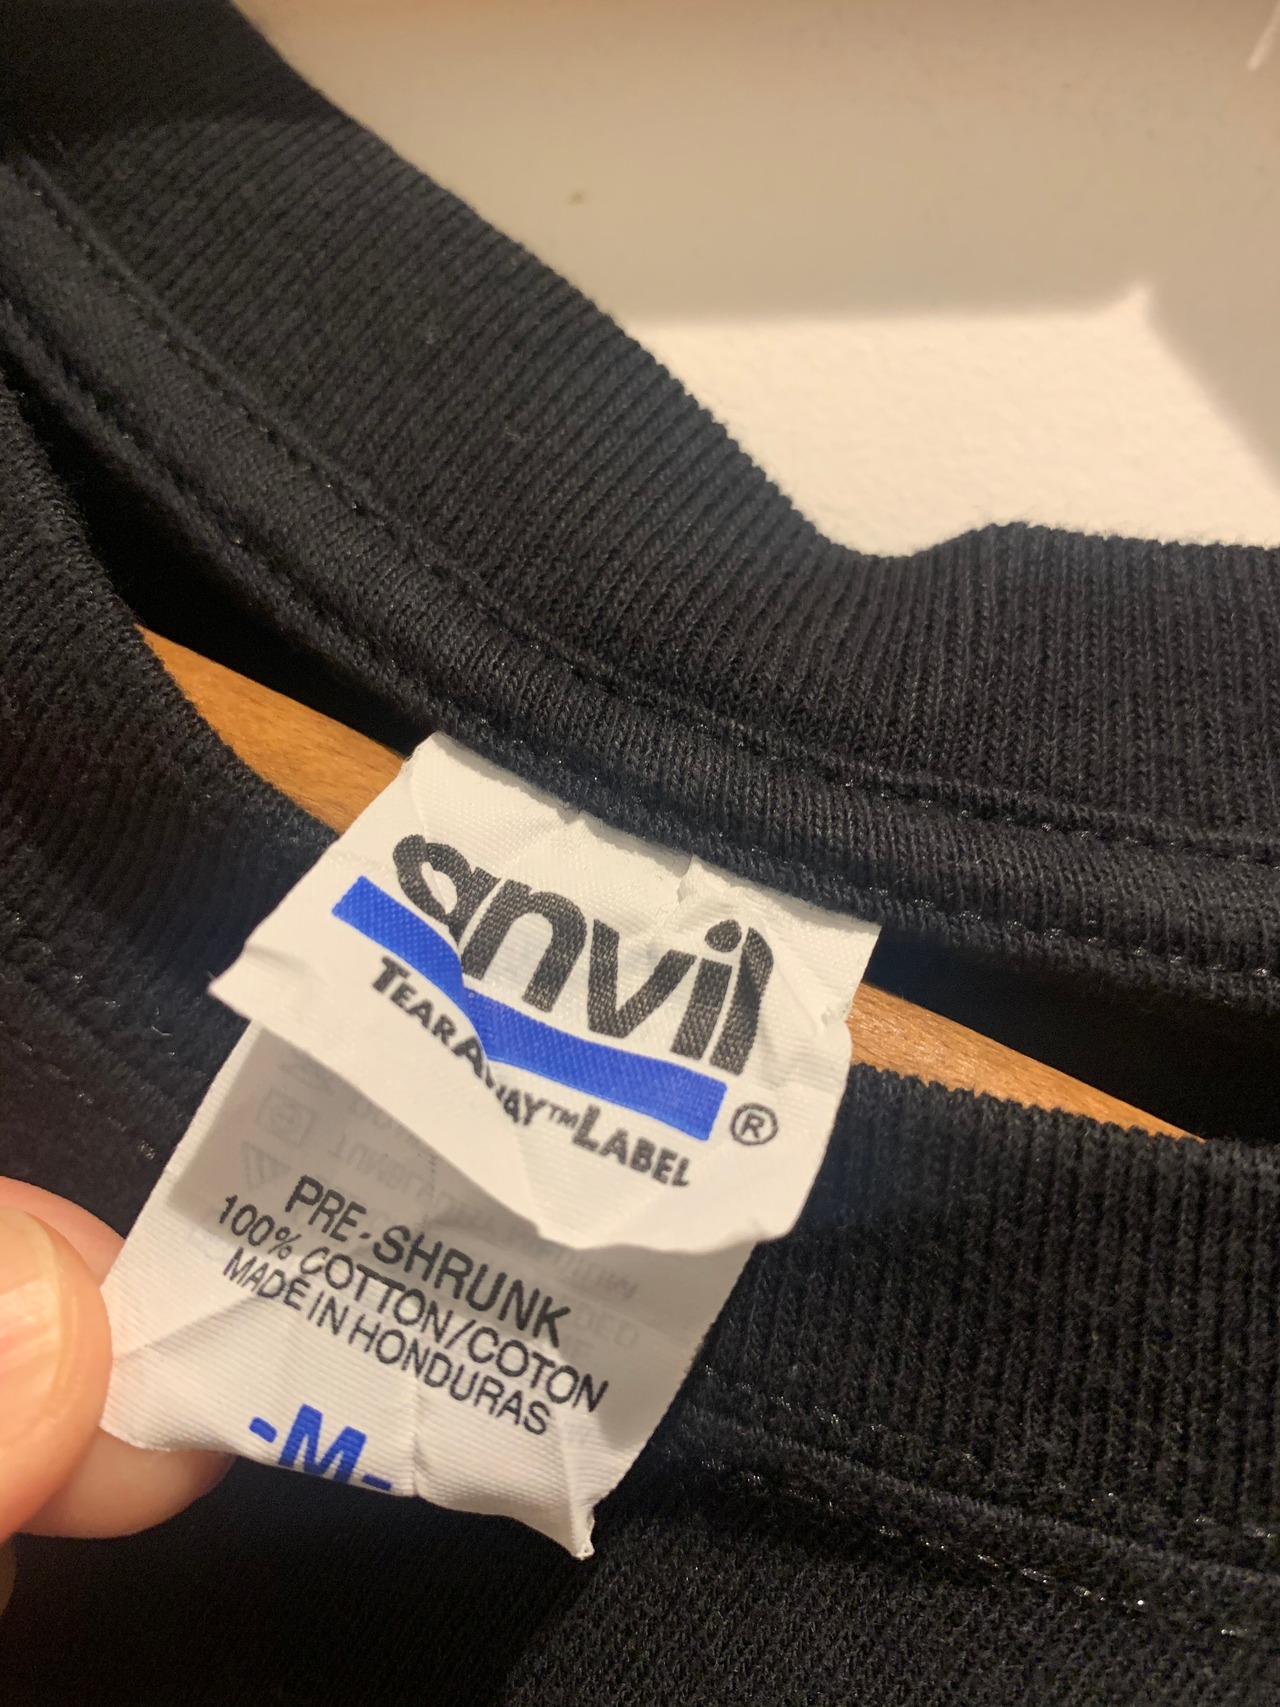 anvil
®
TEARAWAY™LABEL
PRE-SHRUNK
100% COTTON/COTON
MADE IN HONDURAS
-M-